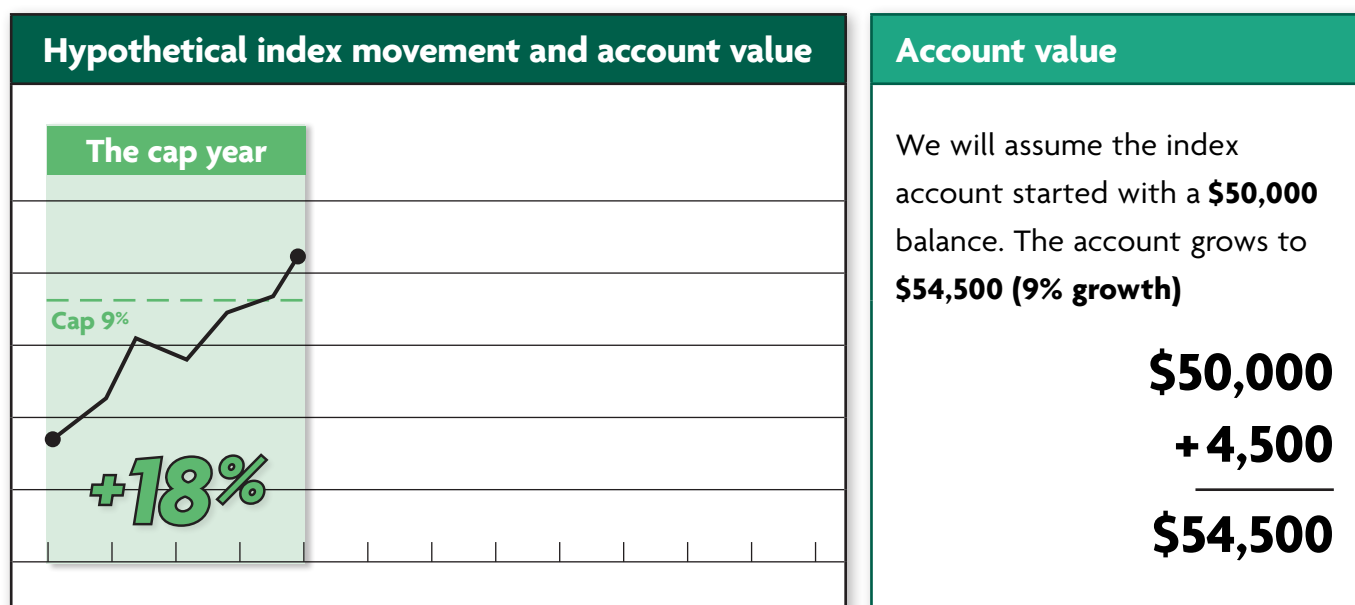 Hypothetical index movement and account value
The cap year
Cap 9%
+18%
Account value
We will assume the index
account started with a $50,000
balance. The account grows to
$54,500 (9% growth)
$50,000
+4,500
$54,500